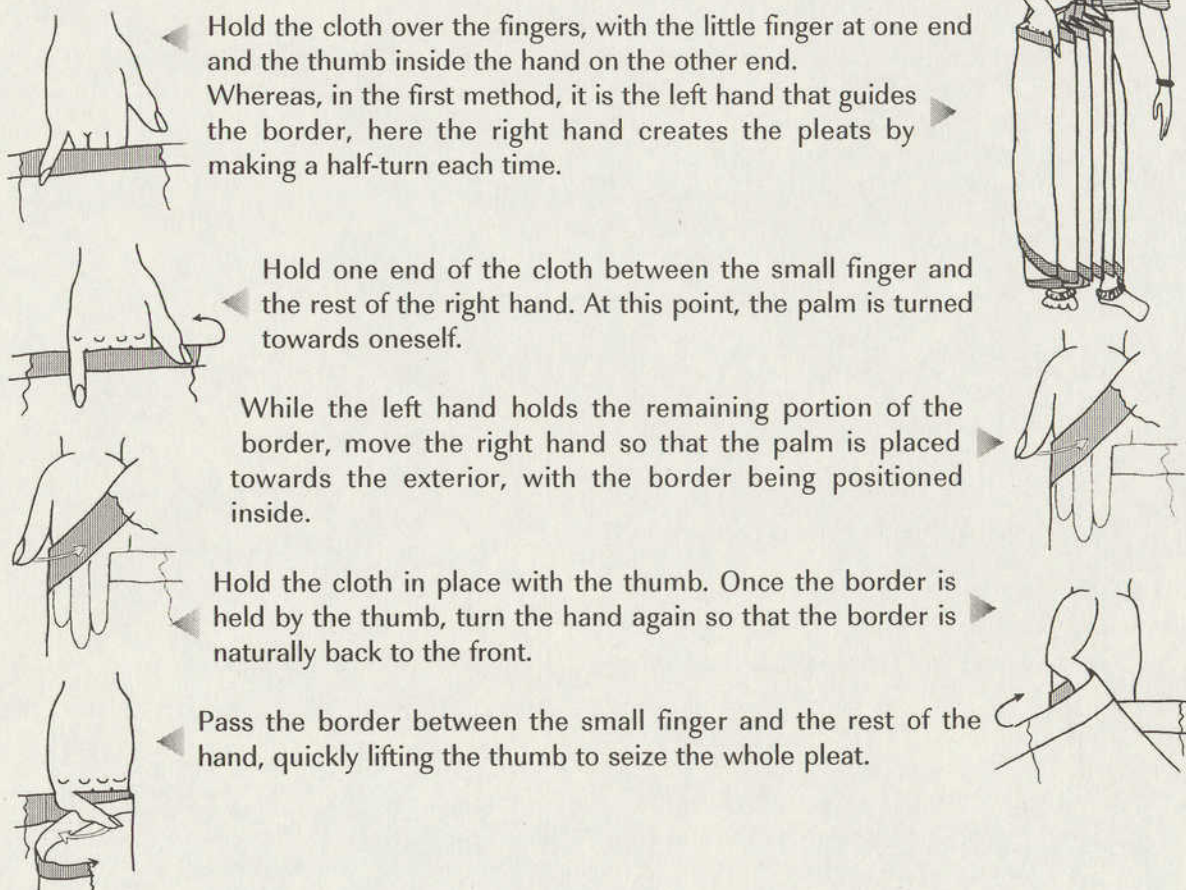 Hold the cloth over the fingers, with the little finger at one end
and the thumb inside the hand on the other end.
Whereas, in the first method, it is the left hand that guides
the border, here the right hand creates the pleats by
making a half-turn each time.
Hold one end of the cloth between the small finger and
the rest of the right hand. At this point, the palm is turned
towards oneself.
While the left hand holds the remaining portion of the
border, move the right hand so that the palm is placed
towards the exterior, with the border being positioned
inside.
Hold the cloth in place with the thumb. Once the border is
held by the thumb, turn the hand again so that the border is
naturally back to the front.
Pass the border between the small finger and the rest of the
hand, quickly lifting the thumb to seize the whole pleat.